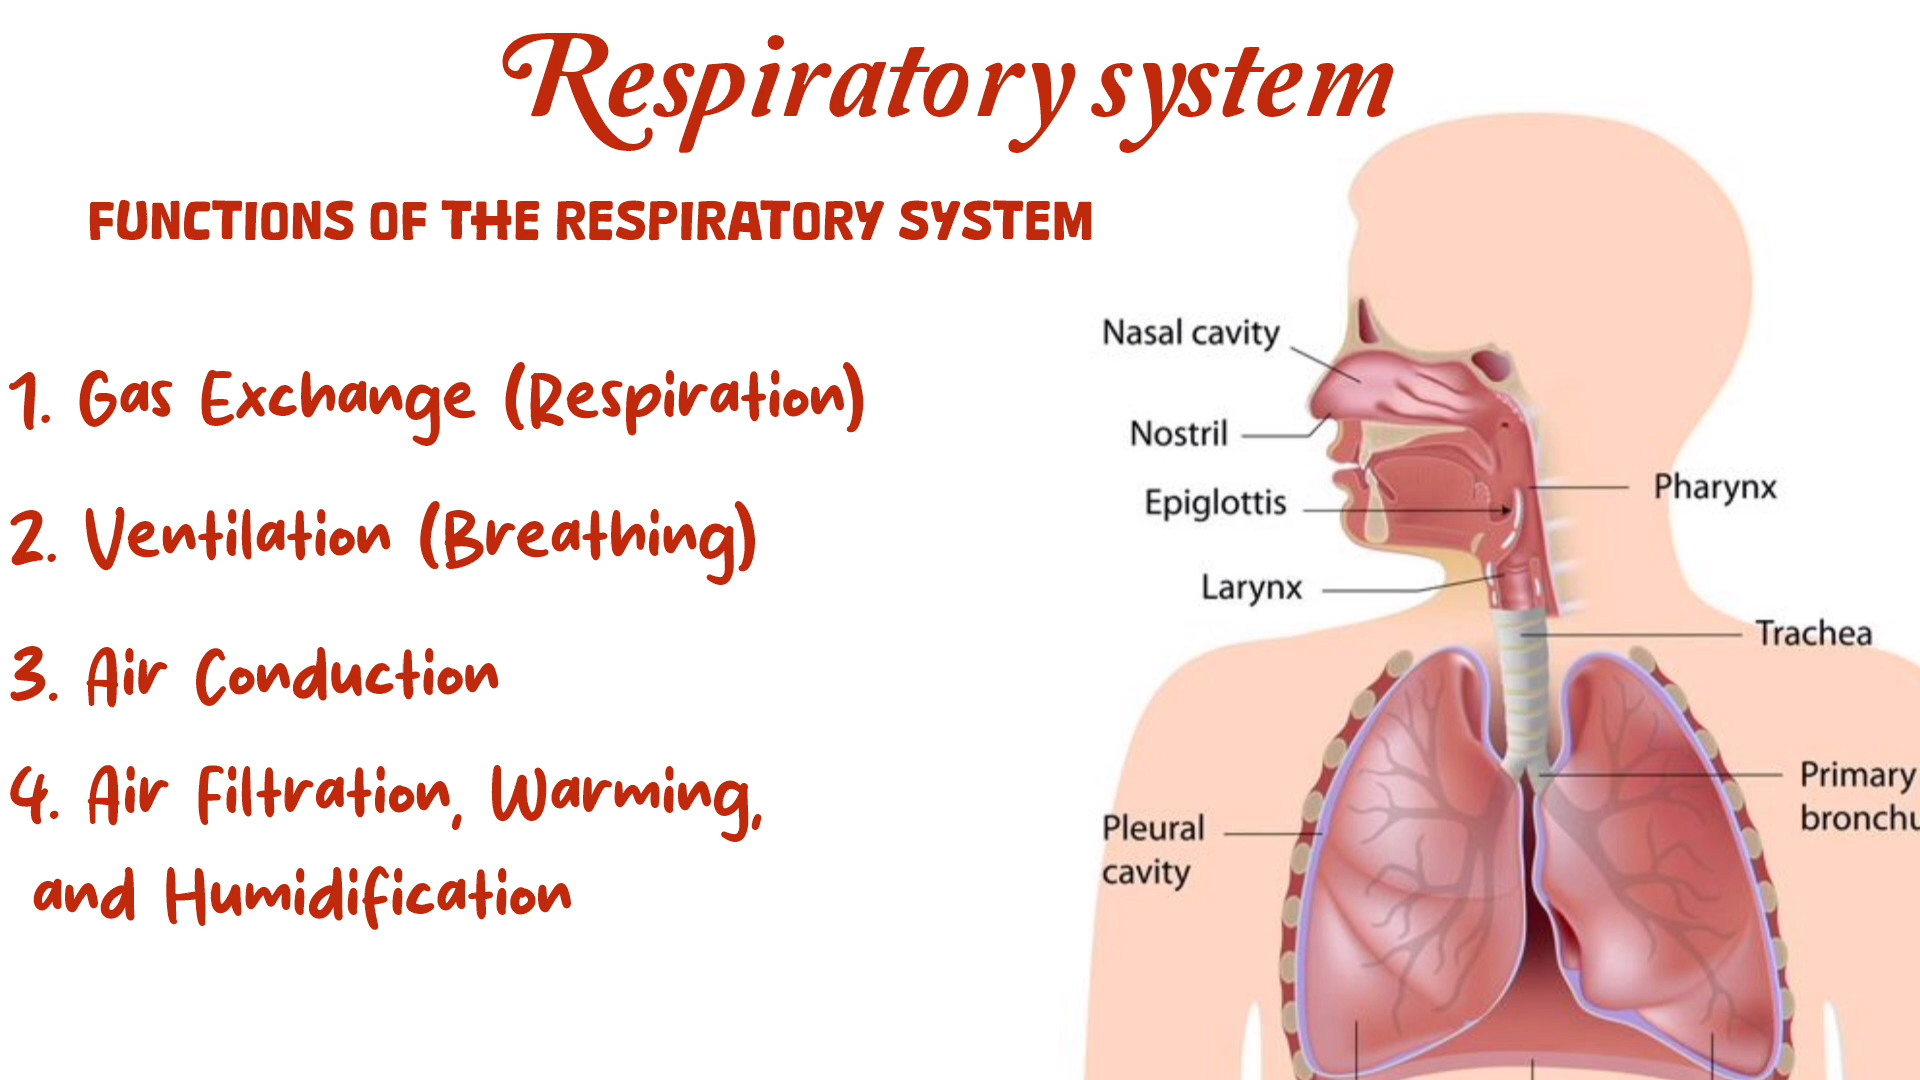 Respiratory system
FUNCTIONS OF THE RESPIRATORY SYSTEM
1. Gas Exchange (Respiration)
2. Ventilation (Breathing)
3. Air Conduction
4. Air Filtration, Warming,
and Humidification
Nasal cavity
Nostril
Epiglottis
Larynx
Pharynx
Trachea
Primary
Pleural
cavity